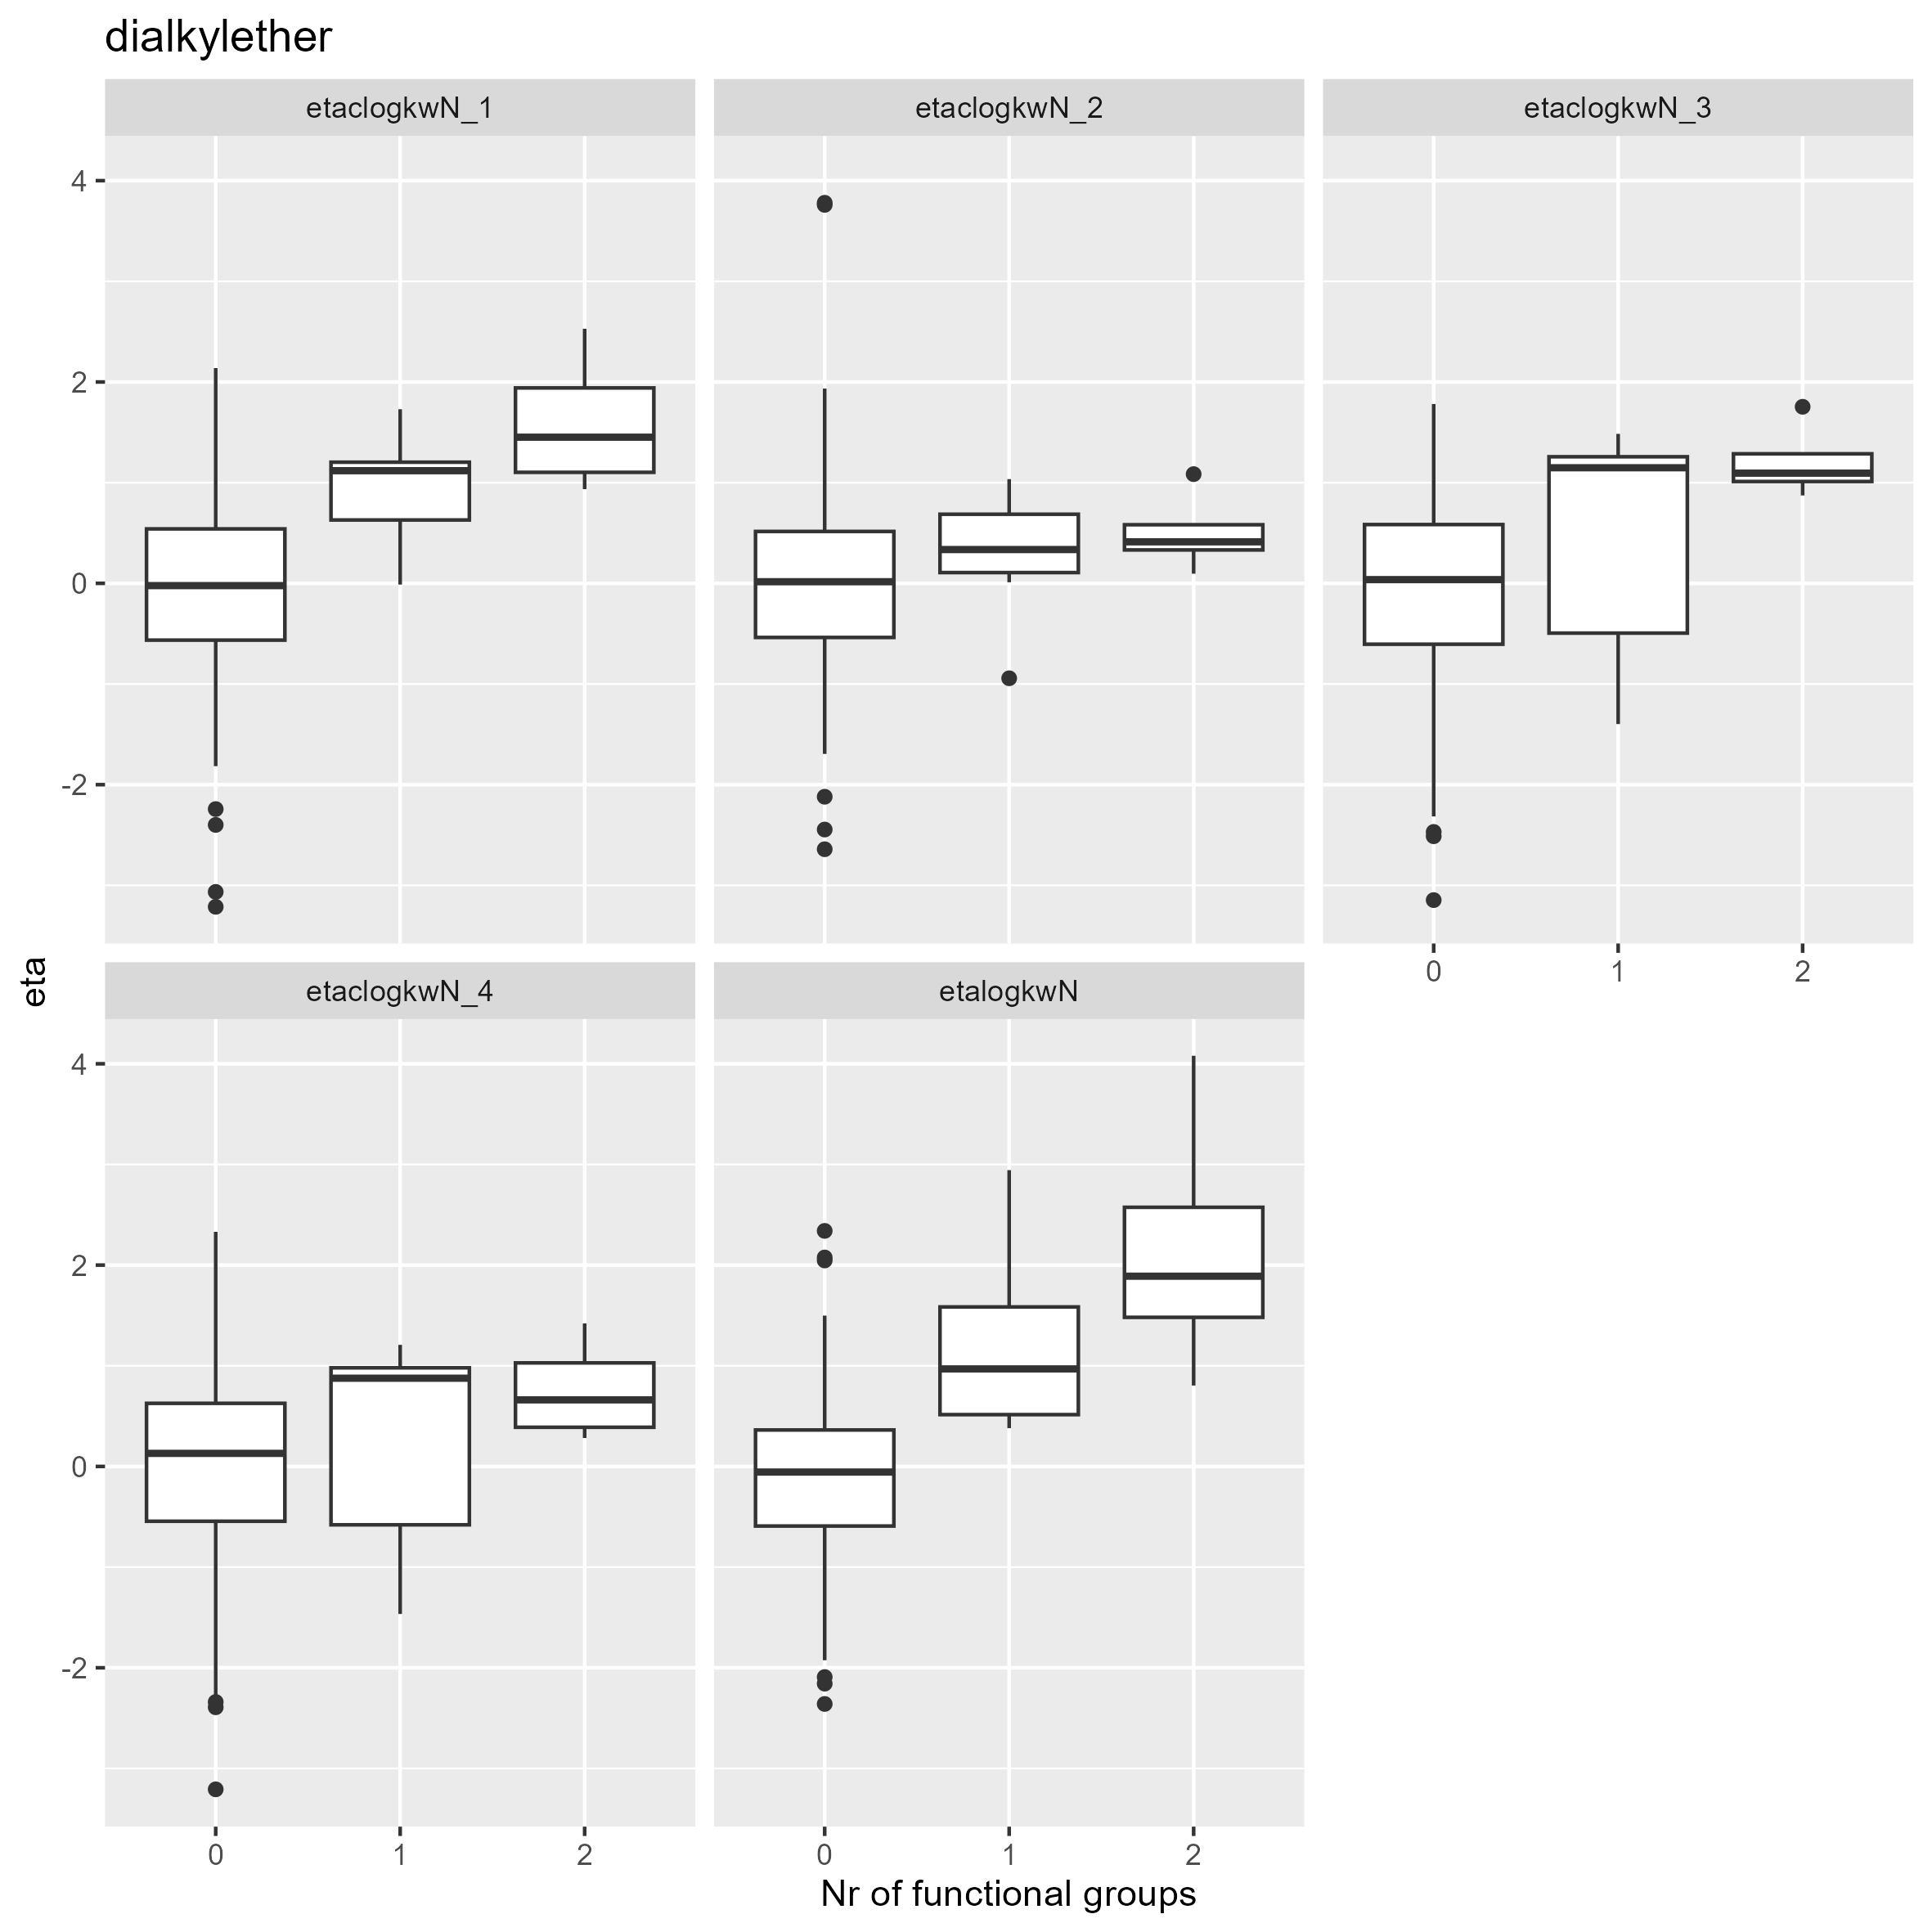 dialkylether
etaclogkwN_1 etaclogkwN_2 etaclogkwN_3
4
2
0
-2
0 1 2
eta
etaclogkwN_4 etalogkwN
4
2
0
-2
0 1 2 0 1 2
Nr of functional groups